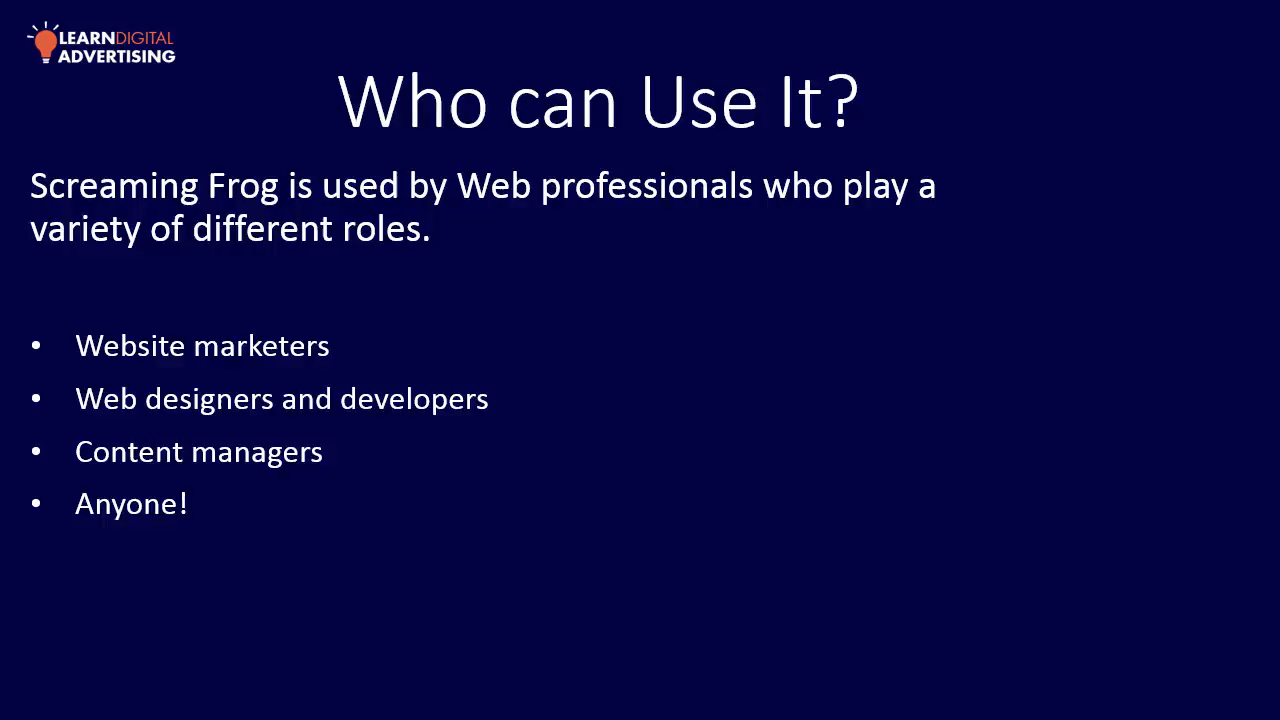 LEARNDIGITAL
ADVERTISING
Who can Use It?
Screaming Frog is used by Web professionals who play a
variety of different roles.
• Website marketers
• Web designers and developers
• Content managers
• Anyone!